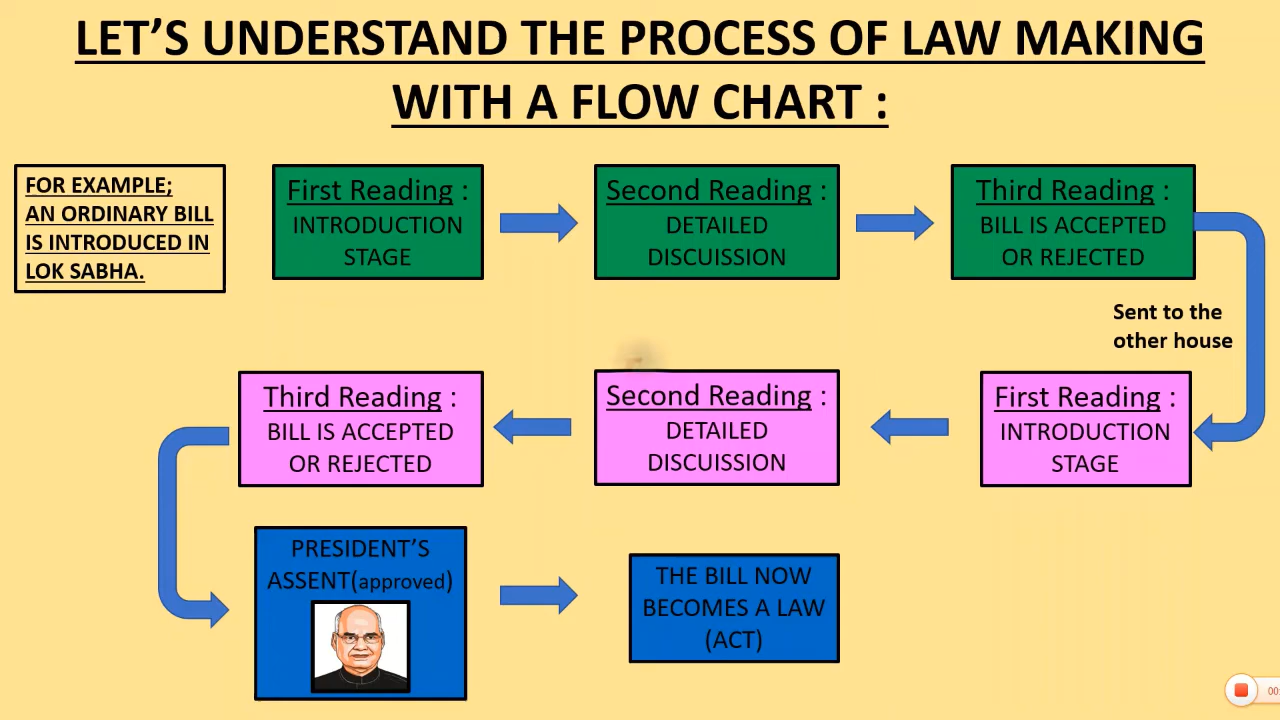 LET’S UNDERSTAND THE PROCESS OF LAW MAKING
WITH A FLOW CHART :
FOR EXAMPLE;
AN ORDINARY BILL
IS INTRODUCED IN
LOK SABHA.
First Reading :
INTRODUCTION
STAGE
Second Reading :
DETAILED
DISCUISSION
Third Reading :
BILL IS ACCEPTED
OR REJECTED
Sent to the
other house
First Reading :
INTRODUCTION
STAGE
Second Reading :
DETAILED
DISCUISSION
Third Reading :
BILL IS ACCEPTED
OR REJECTED
PRESIDENT’S
ASSENT(approved)
THE BILL NOW
BECOMES A LAW
(ACT)
00: